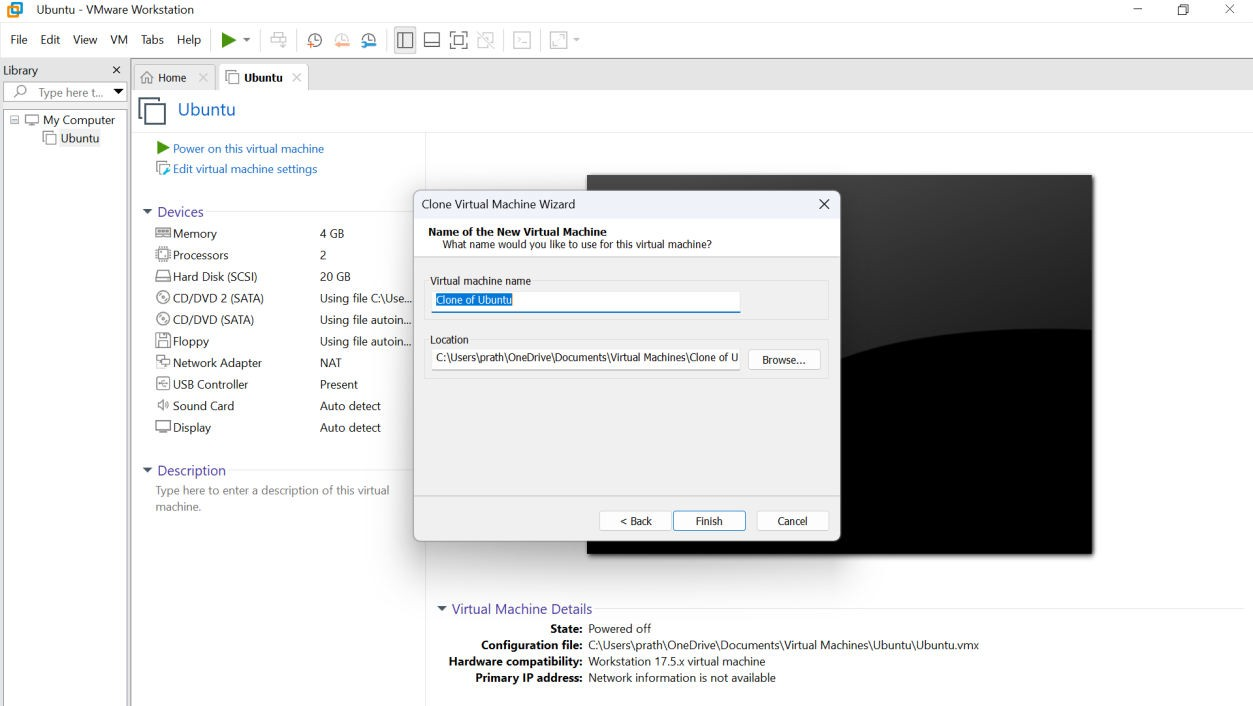 Ubuntu - VMware Workstation
File Edit View VM Tabs Help
Library
Type here t...
My Computer
Ubuntu
Home
Ubuntu
Ubuntu
Power on this virtual machine
Edit virtual machine settings
Devices
Memory 4 GB
Processors 2
Hard Disk (SCSI) 20 GB
CD/DVD 2 (SATA) Using file C:\Use...
CD/DVD (SATA) Using file autoin...
Floppy Using file autoin...
Network Adapter NAT
USB Controller Present
Sound Card Auto detect
Display Auto detect
Description
Type here to enter a description of this virtual
machine.
Clone Virtual Machine Wizard
Name of the New Virtual Machine
What name would you like to use for this virtual machine?
Virtual machine name
Clone of Ubuntu
Location
C:\Users\prath\OneDrive\Documents\Virtual Machines\Clone of U
Browse...
< Back Finish Cancel
Virtual Machine Details
State: Powered off
Configuration file: C:\Users\prath\OneDrive\Documents\Virtual Machines\Ubuntu\Ubuntu.vmx
Hardware compatibility: Workstation 17.5.x virtual machine
Primary IP address: Network information is not available